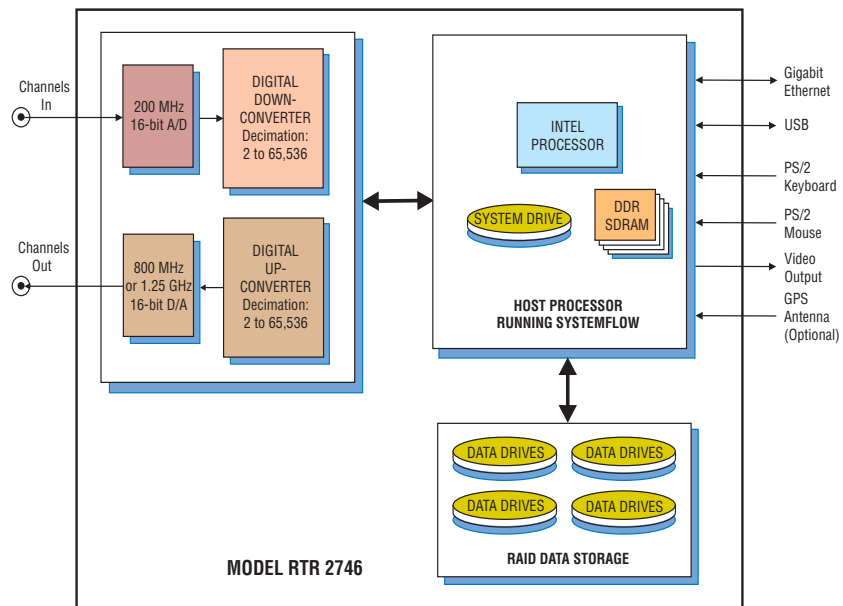 Channels
In
200 MHz
16-bit A/D
DIGITAL
DOWN-
CONVERTER
Decimation:
2 to 65,536
Channels
Out
800 MHz
or 1.25 GHz
16-bit D/A
DIGITAL
UP-
CONVERTER
Decimation:
2 to 65,536
INTEL
PROCESSOR
SYSTEM DRIVE
DDR
SDRAM
HOST PROCESSOR
RUNNING SYSTEMFLOW
Gigabit
Ethernet
USB
PS/2
Keyboard
PS/2
Mouse
Video
Output
GPS
Antenna
(Optional)
DATA DRIVES
DATA DRIVES
DATA DRIVES
DATA DRIVES
RAID DATA STORAGE
MODEL RTR 2746